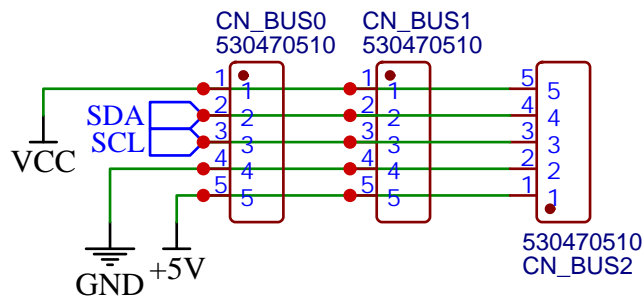 CN_BUS0 CN_BUS1
530470510 530470510
1 1 1 1 5 5
SDA 2 2 2 2 4 4
SCL 3 3 3 3 3 3
VCC 4 4 4 4 2 2
5 5 5 5 1 1
530470510
GND +5V CN_BUS2